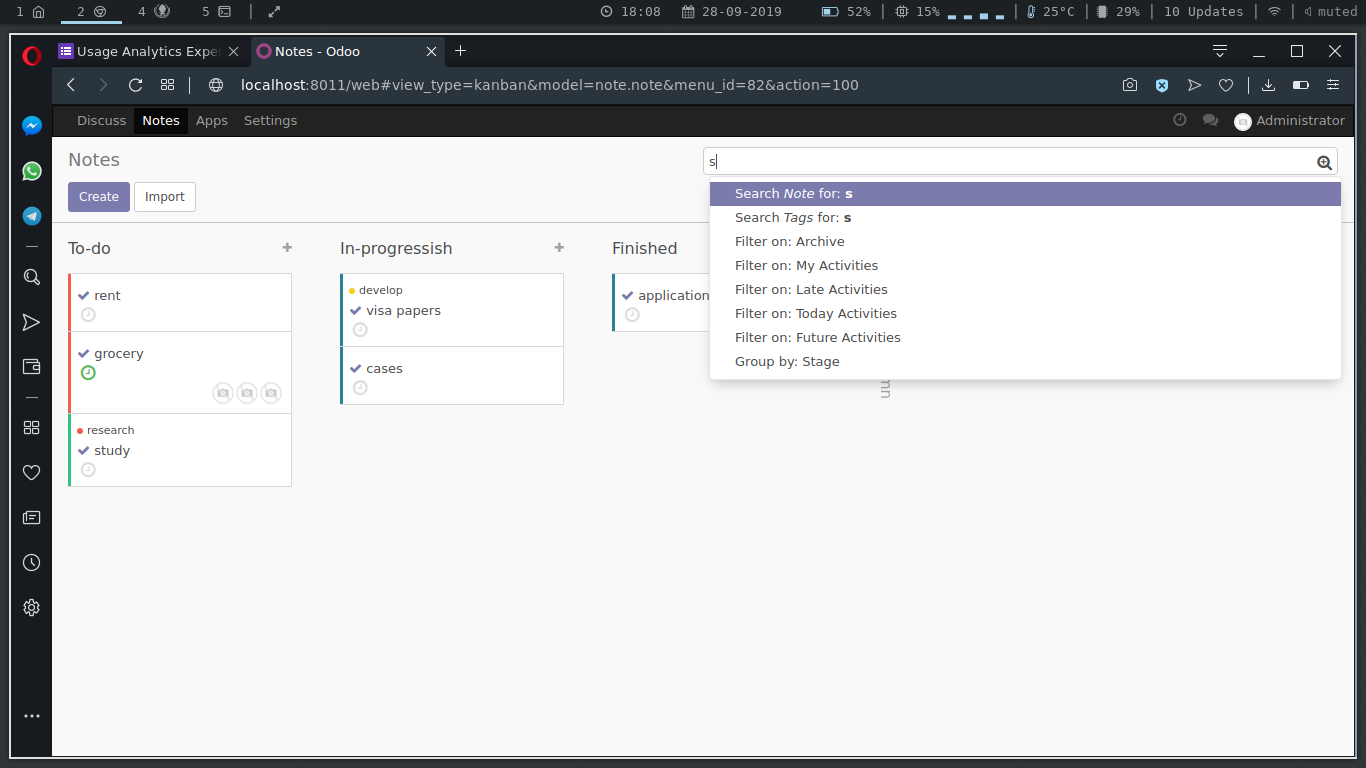 1 2 4 5 18:08 28-09-2019 52% 15% 25°C 29% 10 Updates muted
Usage Analytics Expe Notes - Odoo
localhost:8011/web#view_type=kanban&model=note.note&menu_id=82&action=100
Discuss Notes Apps Settings Administrator
Notes
s
Create Import
Search Note for: s
Search Tags for: s
Filter on: Archive
Filter on: My Activities
Filter on: Late Activities
Filter on: Today Activities
Filter on: Future Activities
Group by: Stage
To-do
rent
grocery
research
study
In-progressish
develop
visa papers
cases
Finished
application
mn